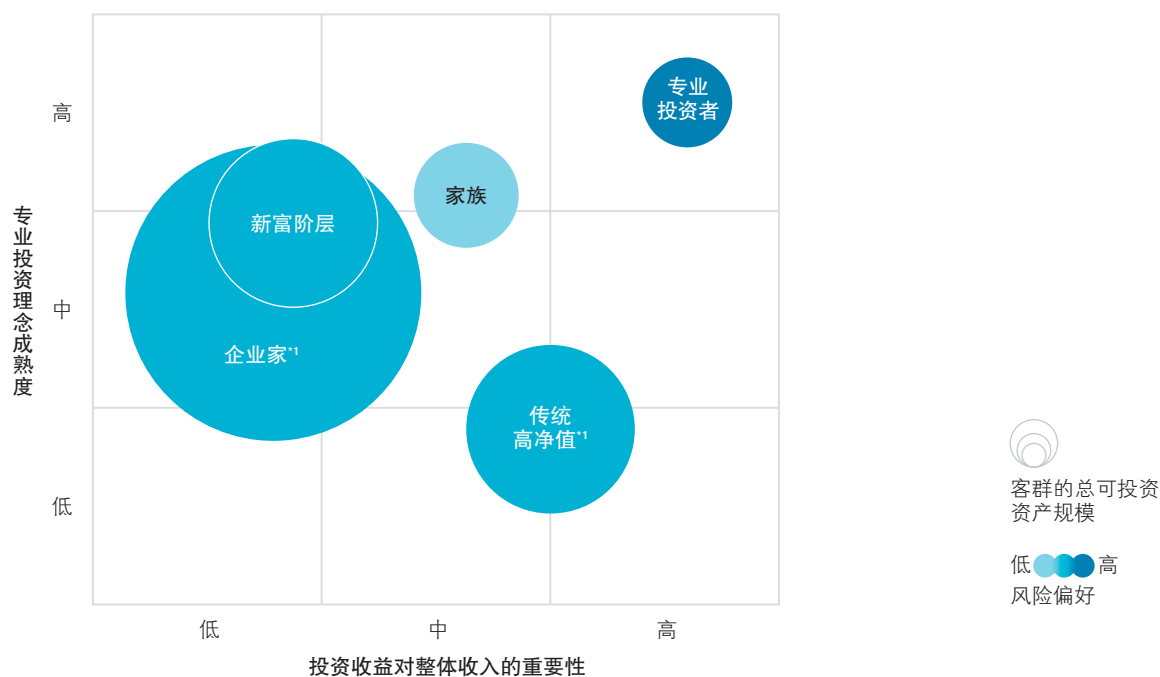 高
中
低
专业投资理念成熟度
专业
投资者
家族
新富阶层
企业家*1
传统
高净值*1
低
中
高
投资收益对整体收入的重要性
客群的总可投资
资产规模
低 高
风险偏好